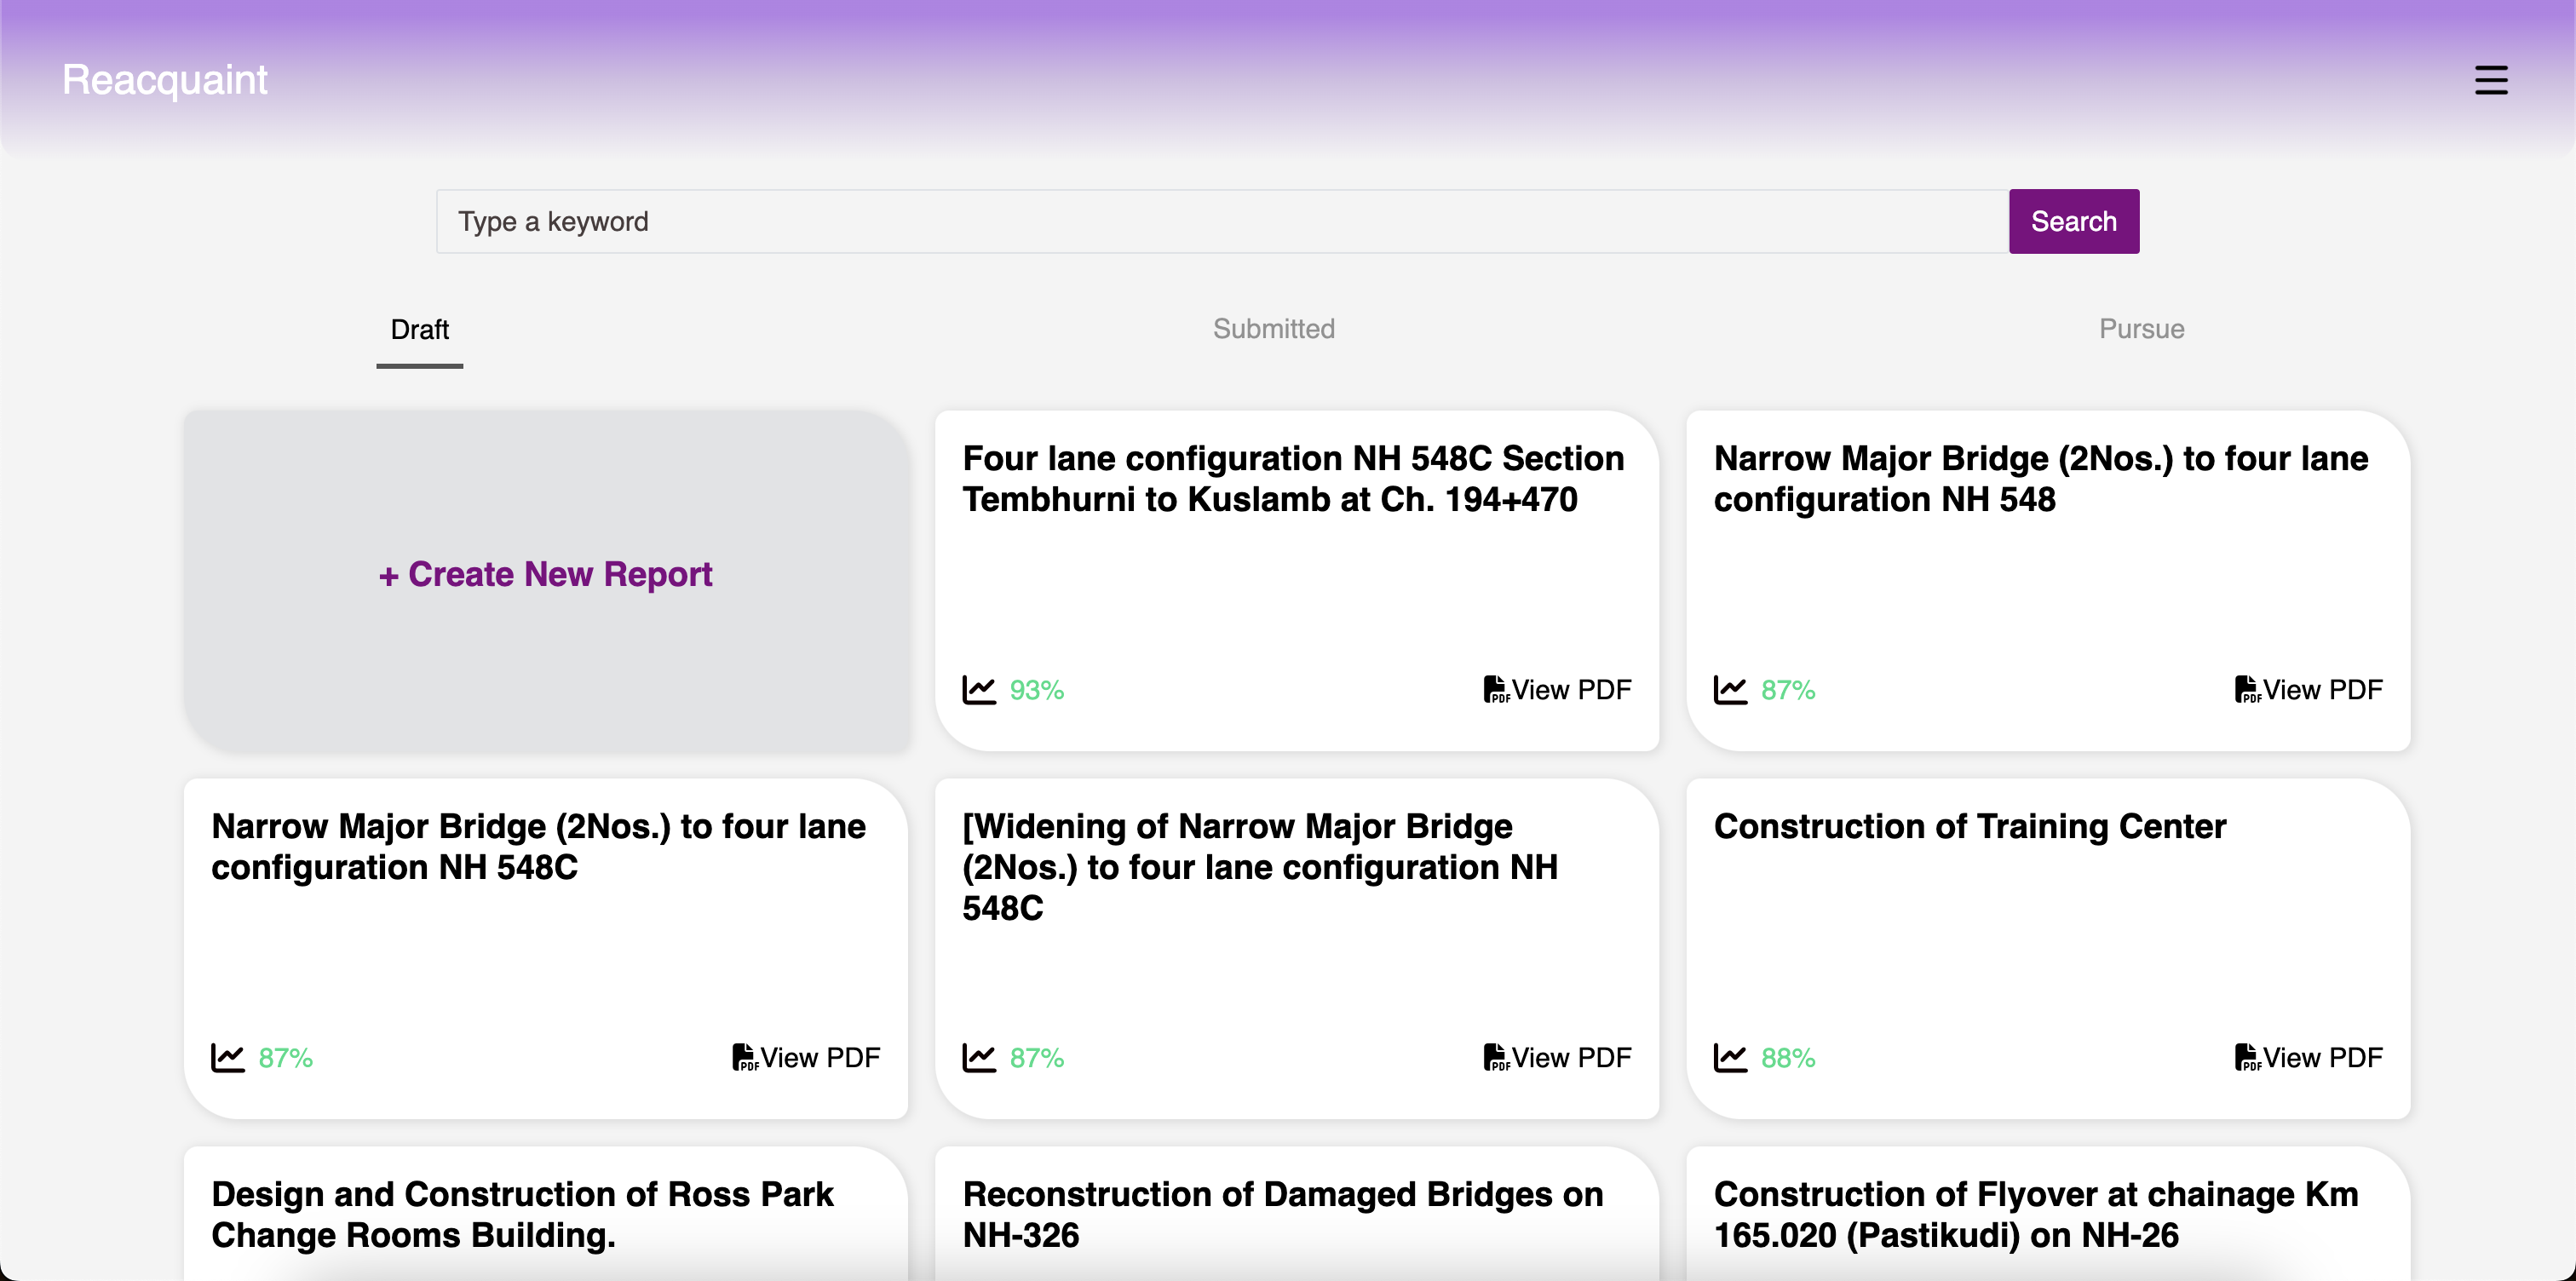 Reacquaint
Type a keyword
Search
Draft
Submitted
Pursue
+ Create New Report
Four lane configuration NH 548C Section
Tembhurni to Kuslamb at Ch. 194+470
93%
PDF
View PDF
Narrow Major Bridge (2Nos.) to four lane
configuration NH 548
87%
PDF
View PDF
Narrow Major Bridge (2Nos.) to four lane
configuration NH 548C
87%
PDF
View PDF
[Widening of Narrow Major Bridge
(2Nos.) to four lane configuration NH
548C
87%
PDF
View PDF
Construction of Training Center
88%
PDF
View PDF
Design and Construction of Ross Park
Change Rooms Building.
Reconstruction of Damaged Bridges on
NH-326
Construction of Flyover at chainage Km
165.020 (Pastikudi) on NH-26